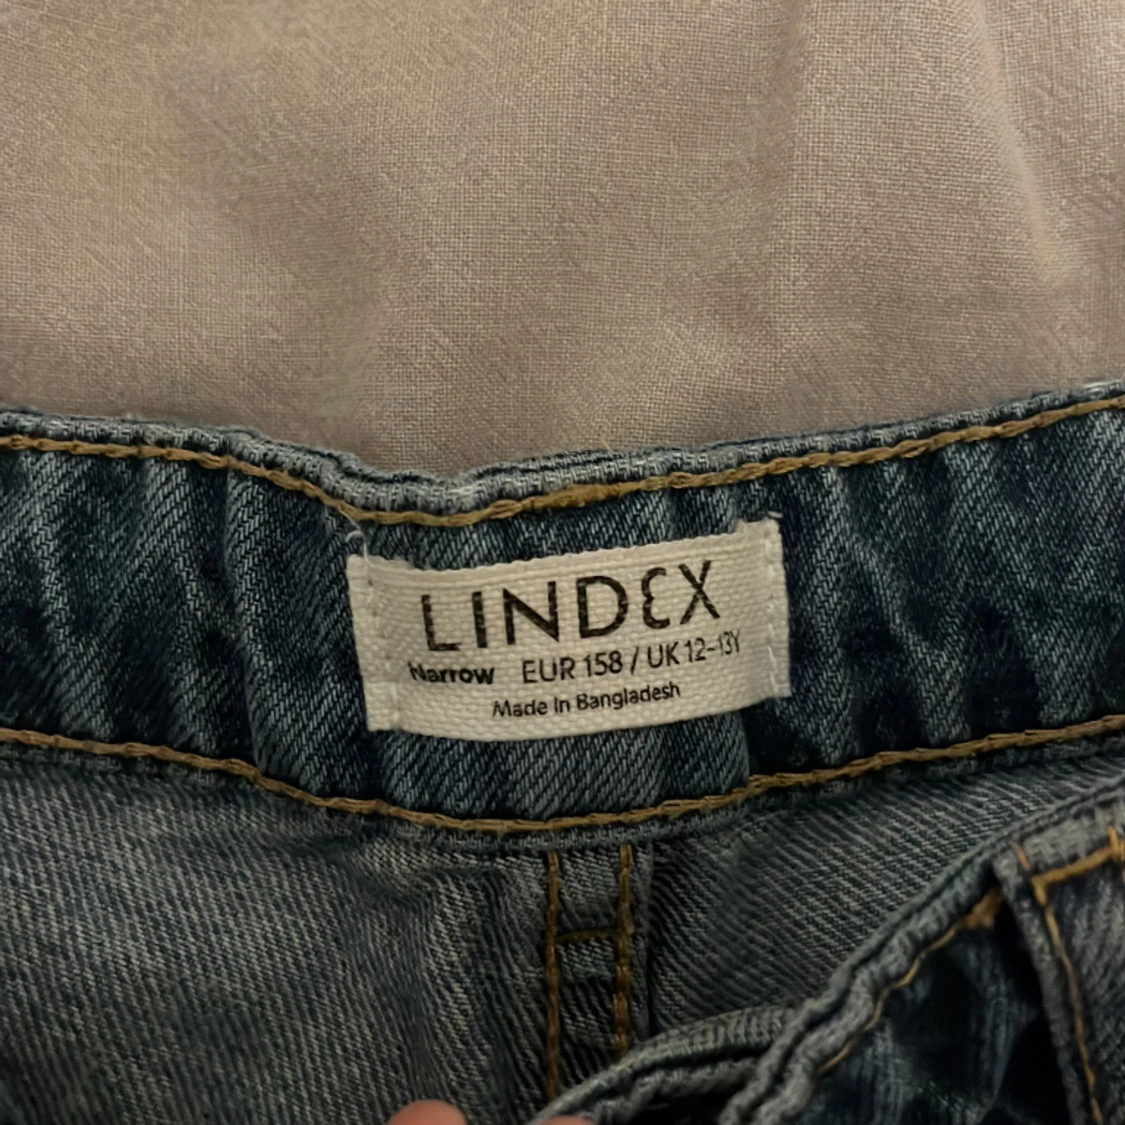 LINDEX
Narrow EUR 158 / UK 12-13Y
Made In Bangladesh